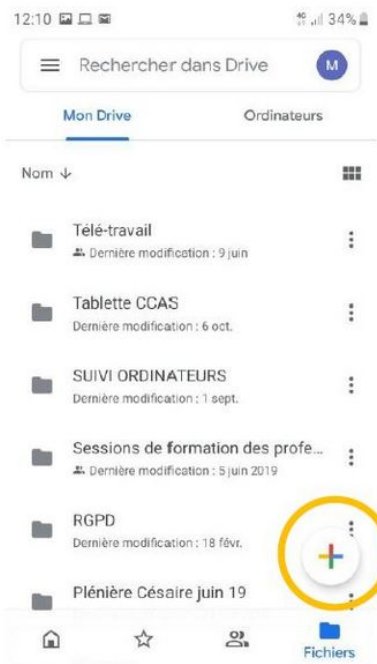 12:10 4G 34%
Rechercher dans Drive M
Mon Drive Ordinateurs
Nom ↓
Télé-travail
Dernière modification : 9 juin
Tablette CCAS
Dernière modification : 6 oct.
SUIVI ORDINATEURS
Dernière modification : 1 sept.
Sessions de formation des profe...
Dernière modification : 5 juin 2019
RGPD
Dernière modification : 18 févr.
Plénière Césaire juin 19
Fichiers